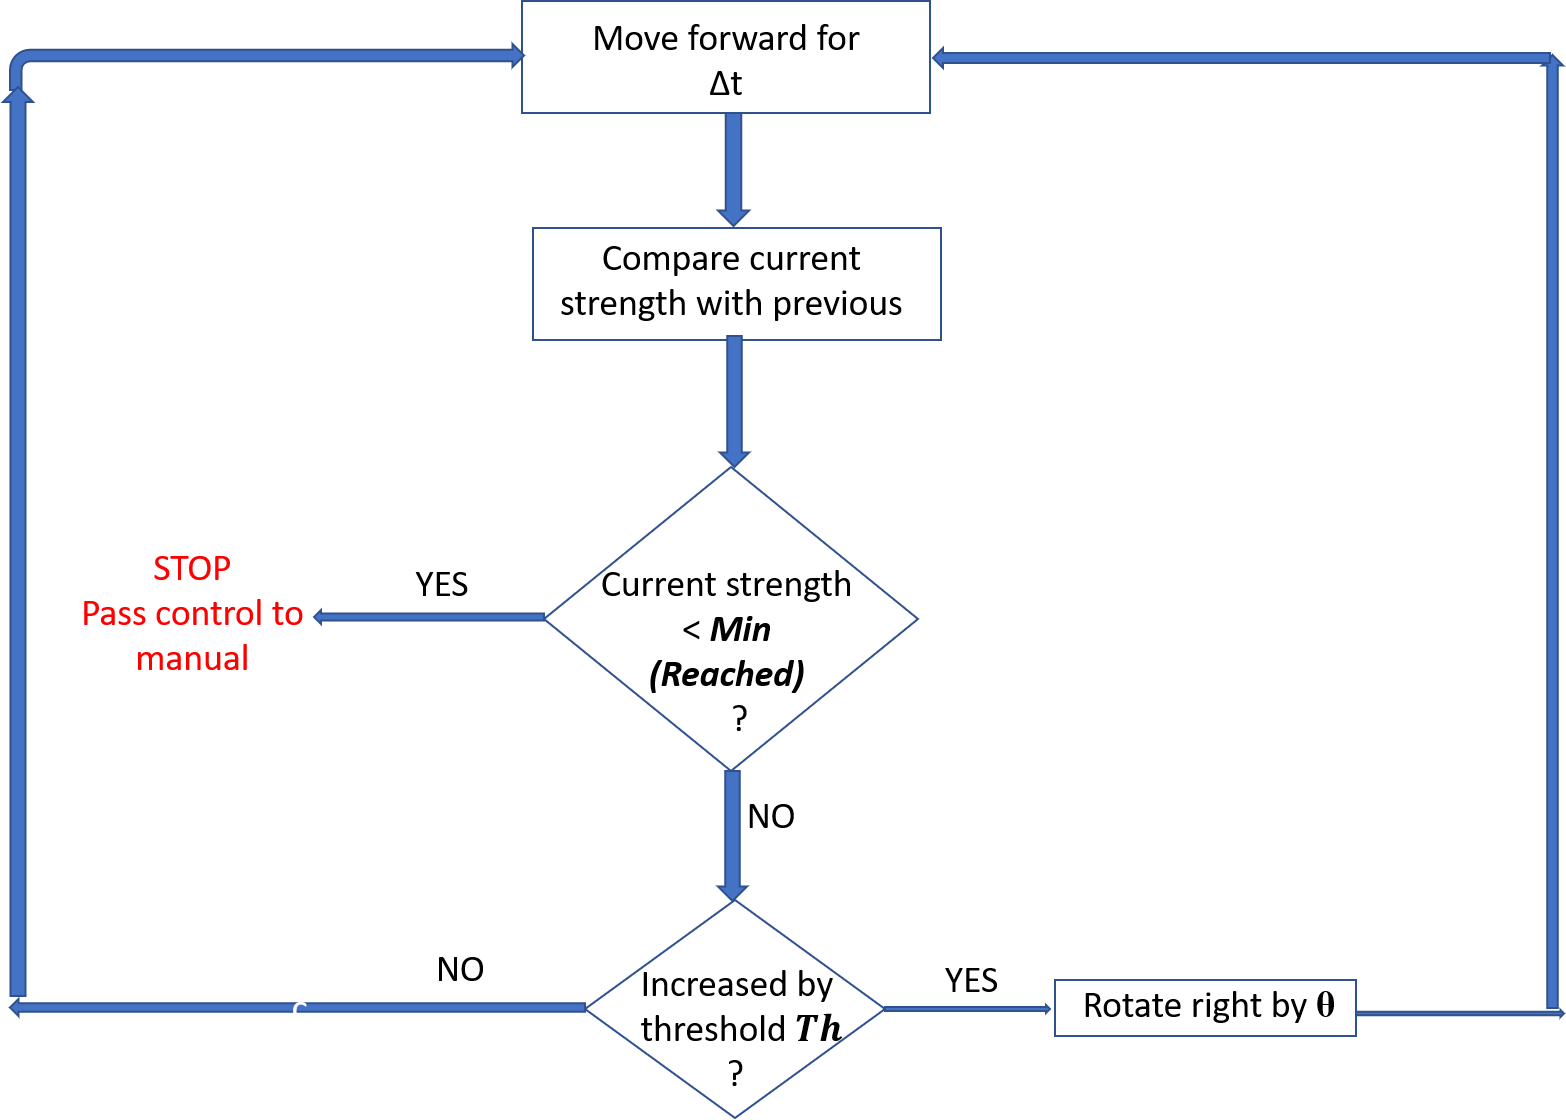 Move forward for
Δt
Compare current
strength with previous
STOP
Pass control to
manual
YES
Current strength
< Min
(Reached)
?
NO
NO
Increased by
threshold Th
?
YES
Rotate right by θ